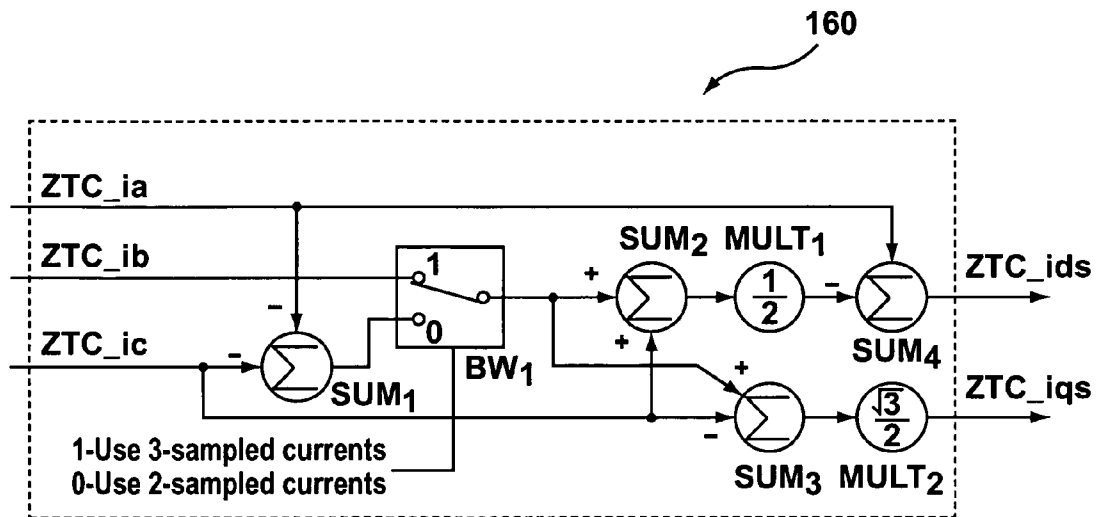 160
ZTC_ia
ZTC_ib
ZTC_ic
SUM₁
1
0
BW₁
SUM₂
MULT₁
1/2
SUM₄
SUM₃
MULT₂
√3/2
ZTC_ids
ZTC_iqs
+
+
+
-
-
-
-
1-Use 3-sampled currents
0-Use 2-sampled currents